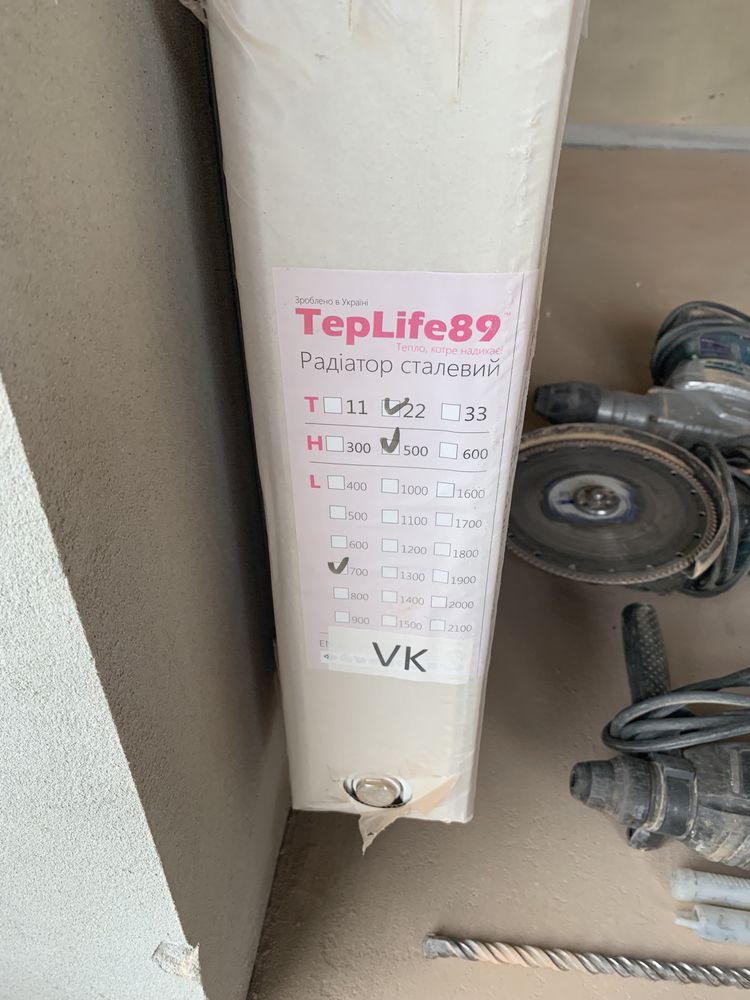 Зроблено в Україні
TepLife89™
Тепло, котре надихає!
Радіатор сталевий
T 11 22 33
H 300 500 600
L 400 1000 1600
500 1100 1700
600 1200 1800
700 1300 1900
800 1400 2000
900 1500 2100
VK